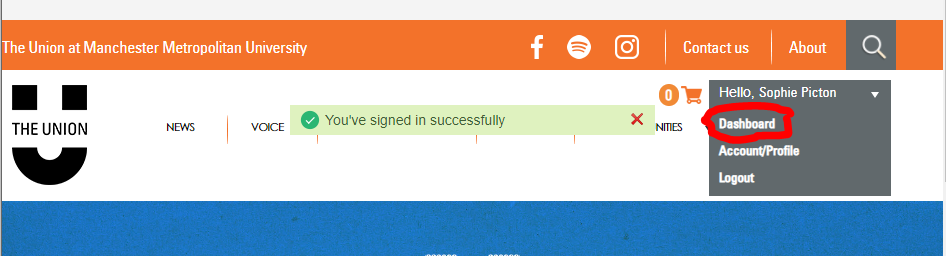 The Union at Manchester Metropolitan University
Contact us
About
0
Hello, Sophie Picton
THE UNION
NEWS
VOICE
You've signed in successfully
NITIES
Dashboard
Account/Profile
Logout